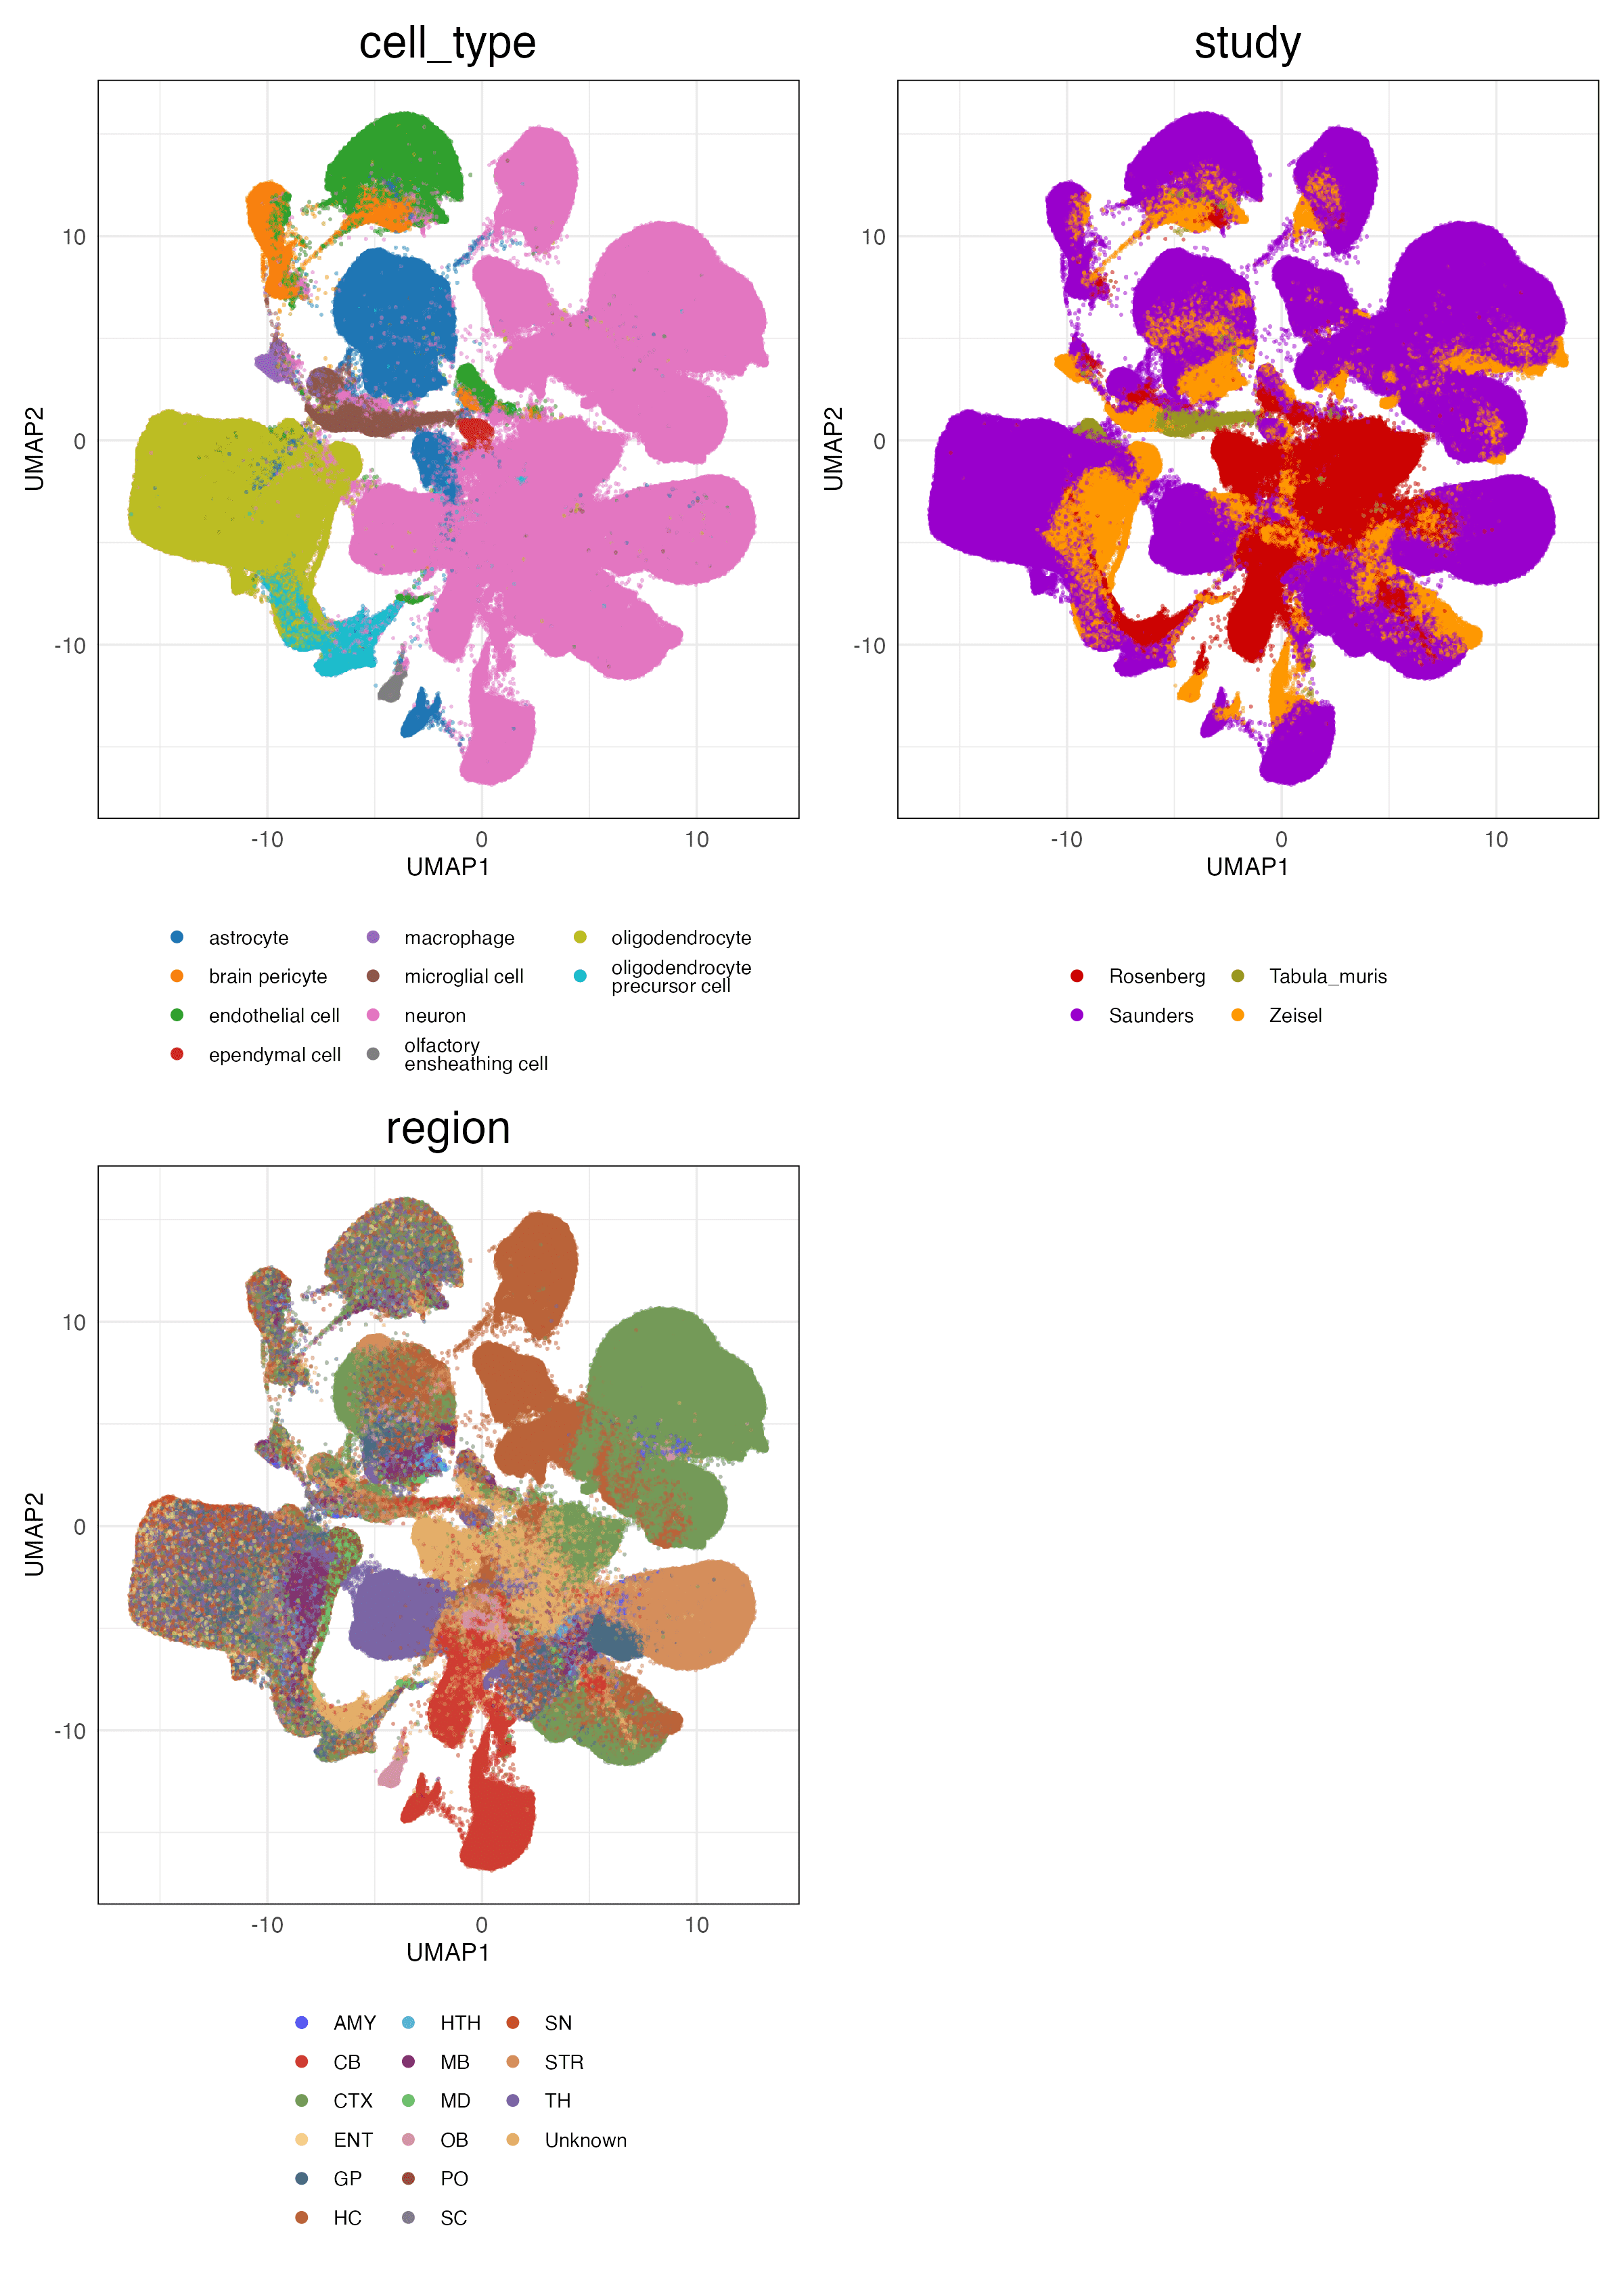 cell_type
study
10
0
-10
UMAP2
-10
0
10
UMAP1
10
0
-10
UMAP2
-10
0
10
UMAP1
astrocyte
brain pericyte
endothelial cell
ependymal cell
macrophage
microglial cell
neuron
olfactory
ensheathing cell
oligodendrocyte
oligodendrocyte
precursor cell
Rosenberg
Saunders
Tabula_muris
Zeisel
region
10
0
-10
UMAP2
-10
0
10
UMAP1
AMY
CB
CTX
ENT
GP
HC
HTH
MB
MD
OB
PO
SC
SN
STR
TH
Unknown